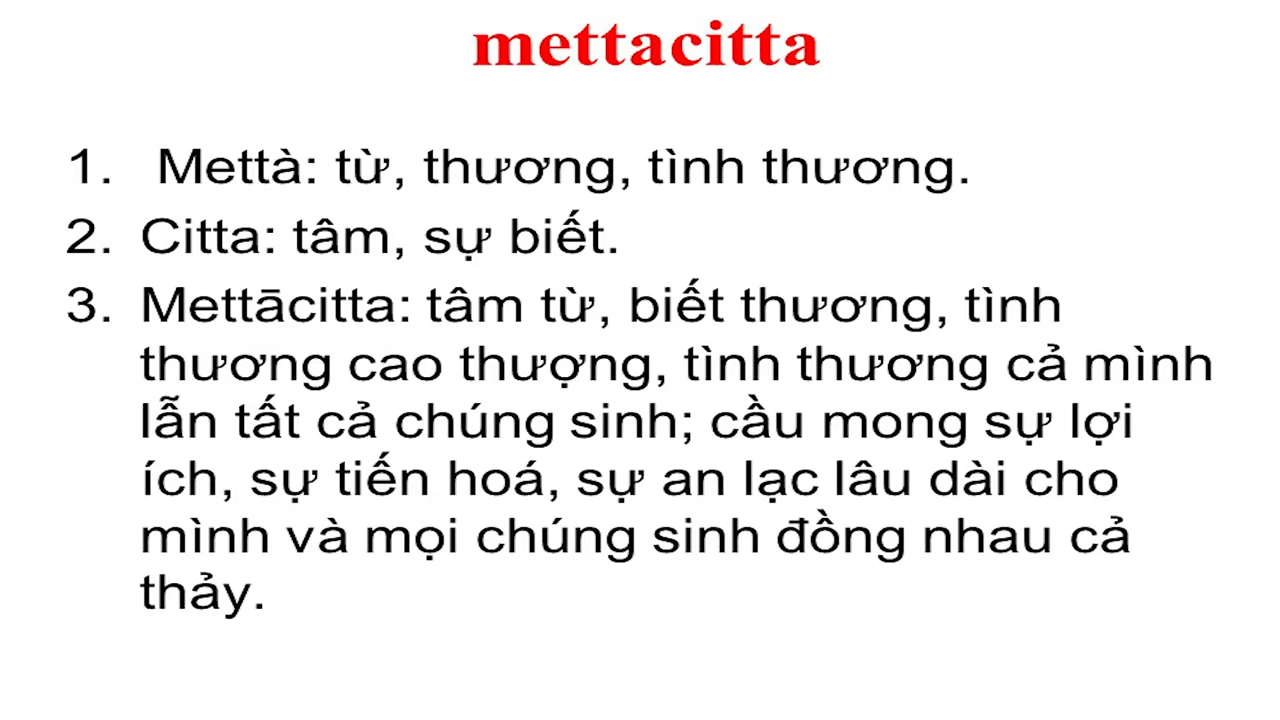 mettacitta
1. Mettà: từ, thương, tình thương.
2. Citta: tâm, sự biết.
3. Mettācitta: tâm từ, biết thương, tình
thương cao thượng, tình thương cả mình
lẫn tất cả chúng sinh; cầu mong sự lợi
ích, sự tiến hoá, sự an lạc lâu dài cho
mình và mọi chúng sinh đồng nhau cả
thảy.